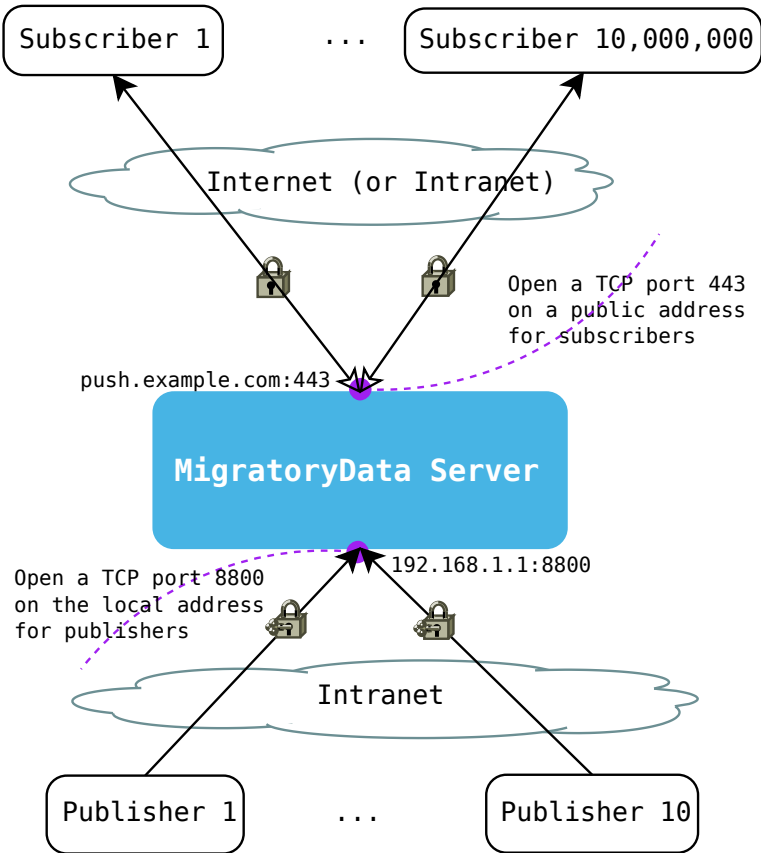 Subscriber 1
...
Subscriber 10,000,000
Internet (or Intranet)
Open a TCP port 443
on a public address
for subscribers
push.example.com:443
MigratoryData Server
192.168.1.1:8800
Open a TCP port 8800
on the local address
for publishers
Intranet
Publisher 1
...
Publisher 10